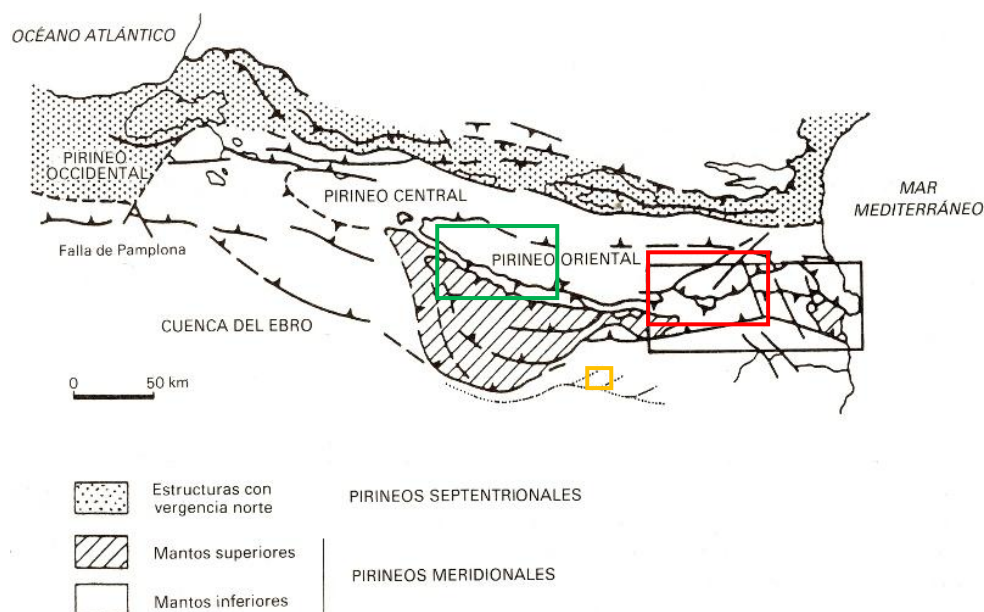 OCÉANO ATLÁNTICO
PIRINEO
OCCIDENTAL
PIRINEO CENTRAL
MAR
MEDITERRÁNEO
Falla de Pamplona
PIRINEO ORIENTAL
CUENCA DEL EBRO
0 50 km
Estructuras con
vergencia norte
PIRINEOS SEPTENTRIONALES
Mantos superiores
PIRINEOS MERIDIONALES
Mantos inferiores